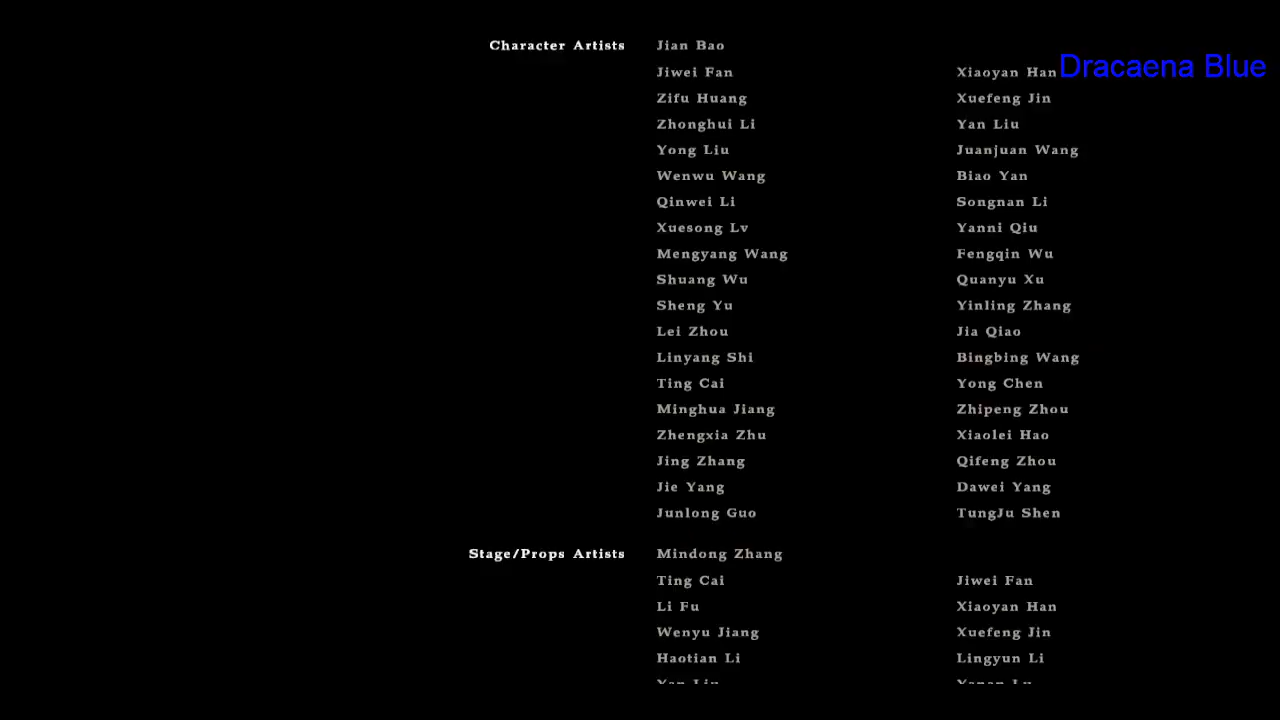 Character Artists Jian Bao
Dracaena Blue
Jiwei Fan Xiaoyan Han
Zifu Huang Xuefeng Jin
Zhonghui Li Yan Liu
Yong Liu Juanjuan Wang
Wenwu Wang Biao Yan
Qinwei Li Songnan Li
Xuesong Lv Yanni Qiu
Mengyang Wang Fengqin Wu
Shuang Wu Quanyu Xu
Sheng Yu Yinling Zhang
Lei Zhou Jia Qiao
Linyang Shi Bingbing Wang
Ting Cai Yong Chen
Minghua Jiang Zhipeng Zhou
Zhengxia Zhu Xiaolei Hao
Jing Zhang Qifeng Zhou
Jie Yang Dawei Yang
Junlong Guo TungJu Shen
Stage/Props Artists Mindong Zhang
Ting Cai Jiwei Fan
Li Fu Xiaoyan Han
Wenyu Jiang Xuefeng Jin
Haotian Li Lingyun Li